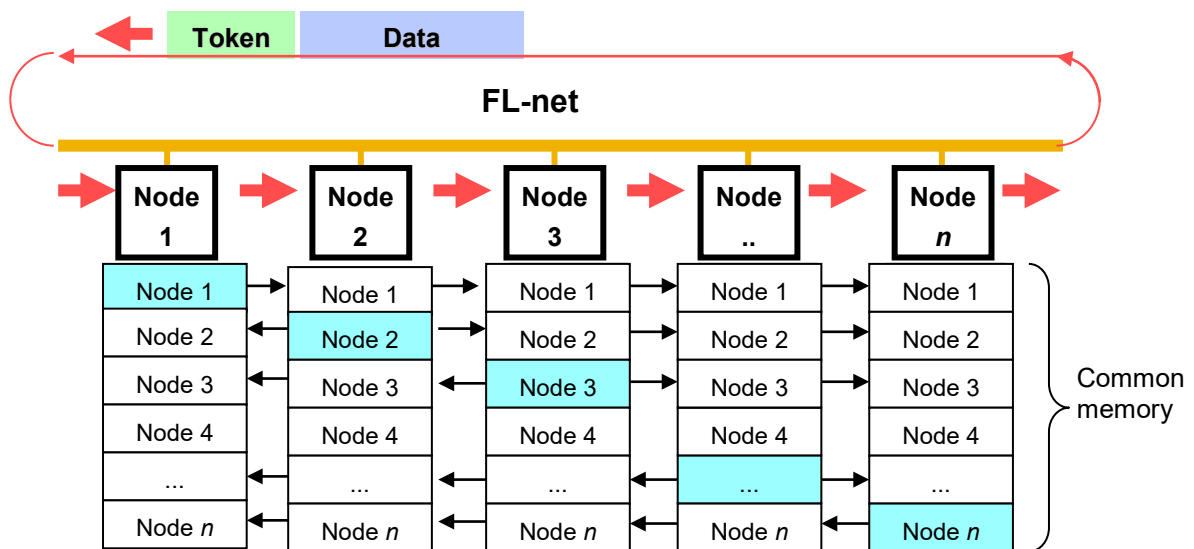 Token Data
FL-net
Node Node Node Node Node
1 2 3 .. n
Node 1 Node 1 Node 1 Node 1 Node 1
Node 2 Node 2 Node 2 Node 2 Node 2
Node 3 Node 3 Node 3 Node 3 Node 3
Node 4 Node 4 Node 4 Node 4 Node 4
... ... ... ... ...
Node n Node n Node n Node n Node n
Common
memory